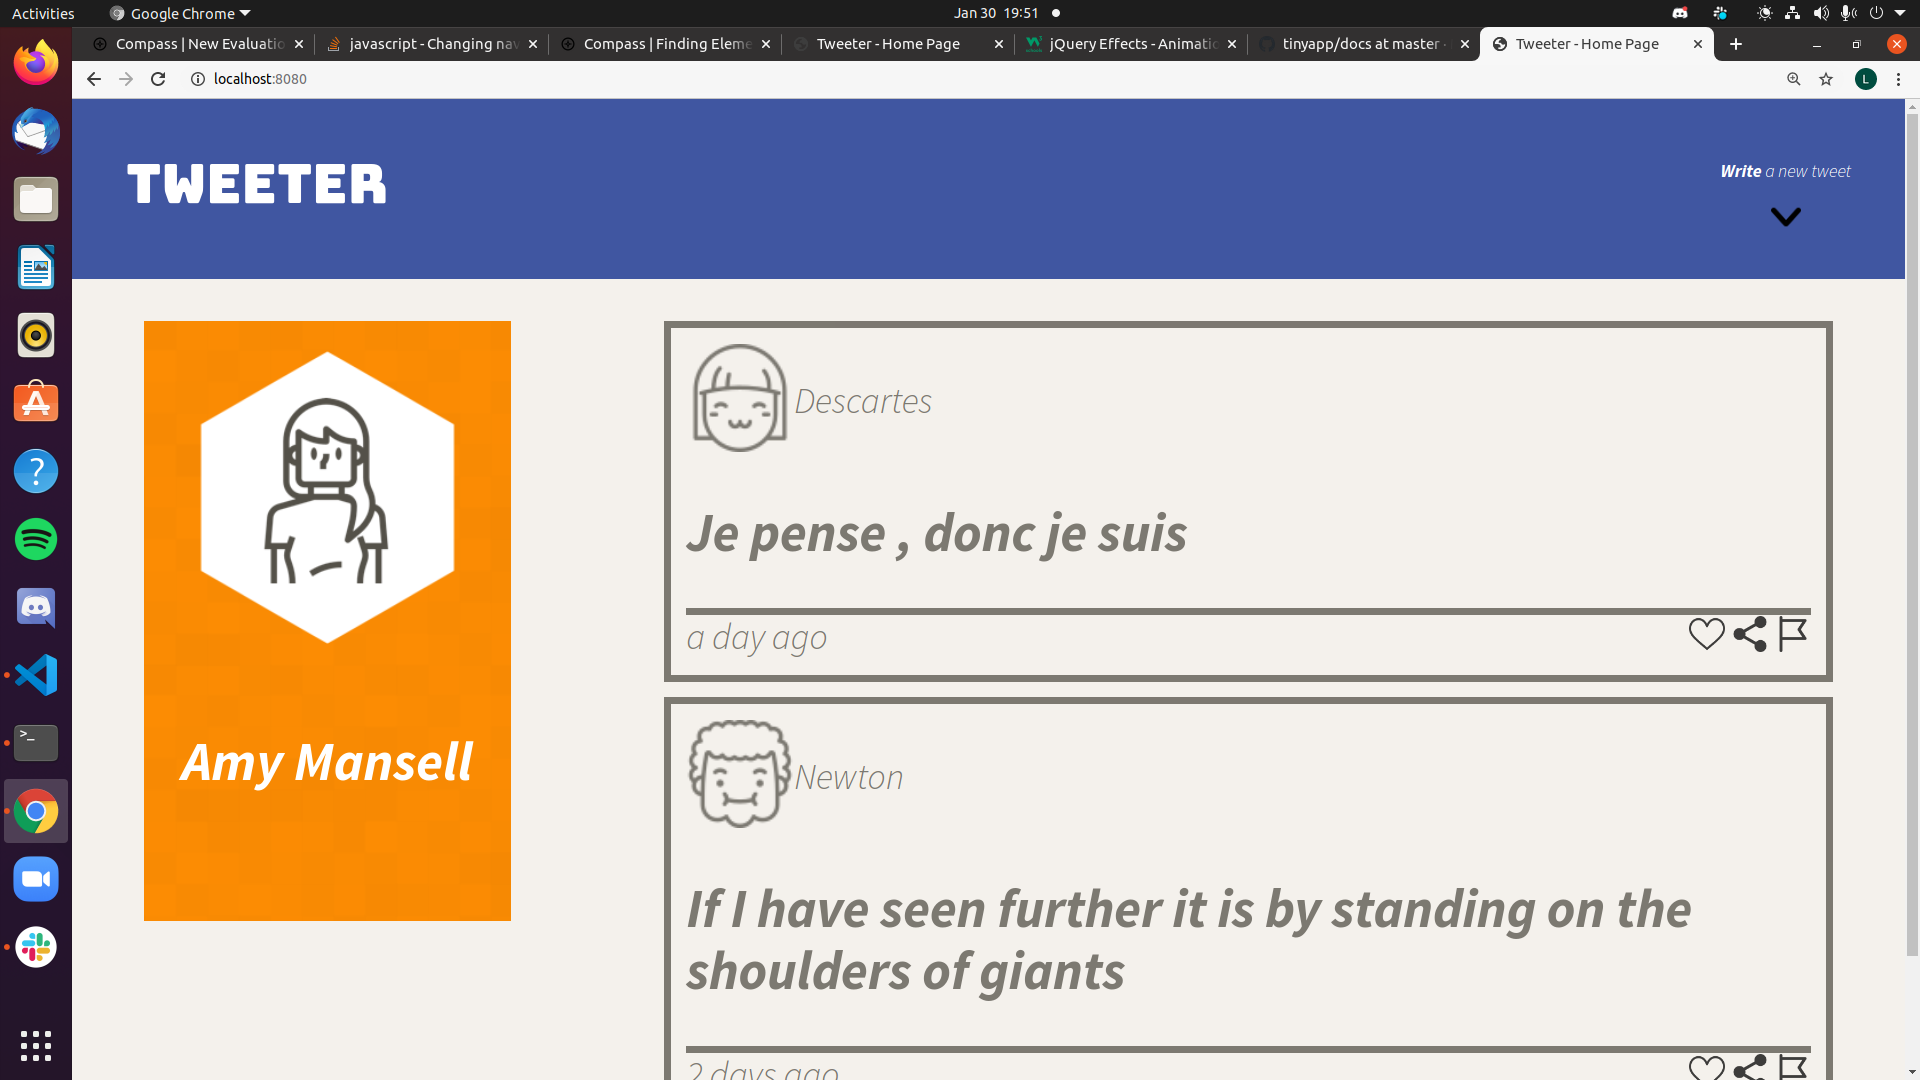 Activities
Google Chrome
Jan 30 19:51
Compass | New Evaluatio
javascript - Changing nav
Compass | Finding Eleme
Tweeter - Home Page
jQuery Effects - Animatio
tinyapp/docs at master ·
Tweeter - Home Page
localhost:8080
L
TWEETER
Write a new tweet
Amy Mansell
Descartes
Je pense , donc je suis
a day ago
Newton
If I have seen further it is by standing on the
shoulders of giants
2 days ago